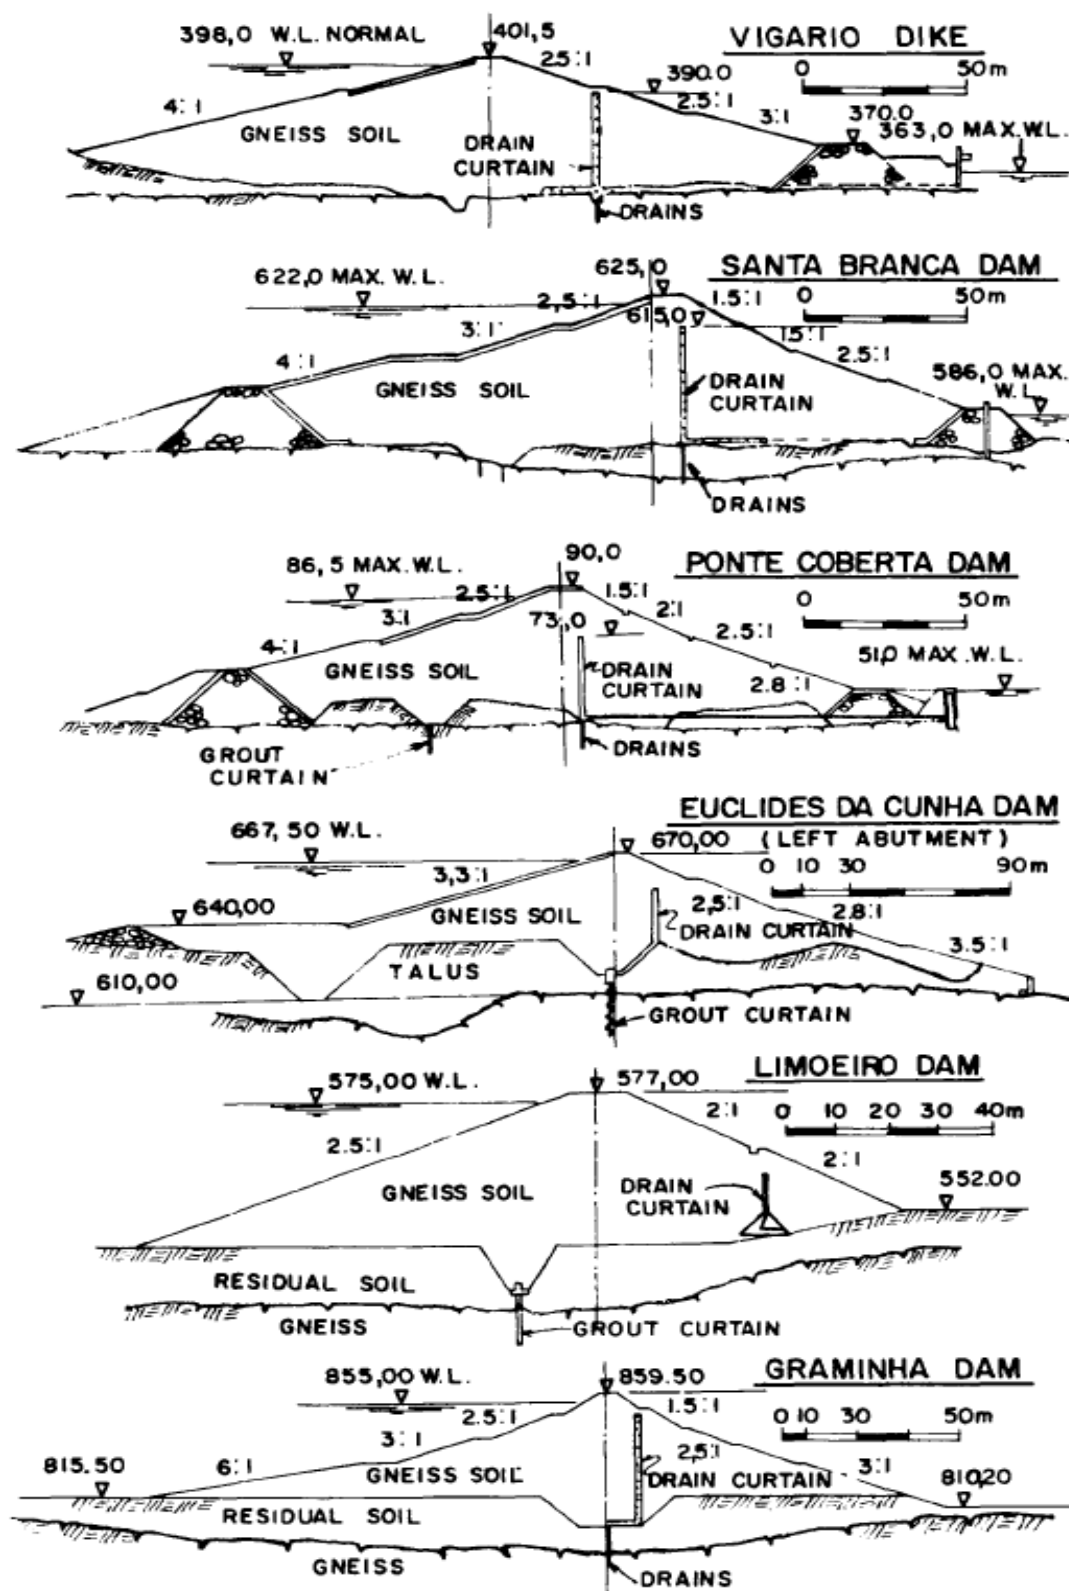 398,0 W.L. NORMAL
401,5
2.5:1
VIGARIO DIKE
0 50m
390.0
4:1
2.5:1
3:1
370.0
363,0 MAX.W.L.
GNEISS SOIL
DRAIN
CURTAIN
DRAINS
622,0 MAX. W.L.
625,0
SANTA BRANCA DAM
0 50m
2,5:1
1.5:1
615,0
3:1
1.5:1
4:1
2.5:1
GNEISS SOIL
DRAIN
CURTAIN
586,0 MAX.
W.L.
DRAINS
86,5 MAX. W.L.
90,0
PONTE COBERTA DAM
0 50m
2.5:1
1.5:1
3:1
2:1
73,0
2.5:1
4:1
51,0 MAX.W.L.
GNEISS SOIL
DRAIN
CURTAIN
2.8:1
GROUT
CURTAIN
DRAINS
EUCLIDES DA CUNHA DAM
667,50 W.L.
670,00
(LEFT ABUTMENT)
0 10 30 90m
3,3:1
640,00
GNEISS SOIL
2,5:1
2.8:1
DRAIN CURTAIN
3.5:1
TALUS
610,00
GROUT CURTAIN
LIMOEIRO DAM
575,00 W.L.
577,00
0 10 20 30 40m
2:1
2.5:1
2:1
GNEISS SOIL
DRAIN
CURTAIN
552.00
RESIDUAL SOIL
GNEISS
GROUT CURTAIN
GRAMINHA DAM
855,00 W.L.
859.50
0 10 30 50m
2.5:1
1.5:1
3:1
2,5:1
815.50
6:1
GNEISS SOIL
DRAIN CURTAIN
3:1
810,20
RESIDUAL SOIL
GNEISS
DRAINS